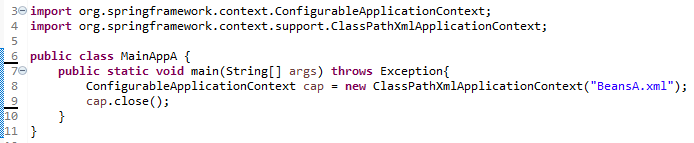 3 import org.springframework.context.ConfigurableApplicationContext;
4 import org.springframework.context.support.ClassPathXmlApplicationContext;
5
6 public class MainAppA {
7     public static void main(String[] args) throws Exception{
8         ConfigurableApplicationContext cap = new ClassPathXmlApplicationContext("BeansA.xml");
9         cap.close();
10     }
11 }